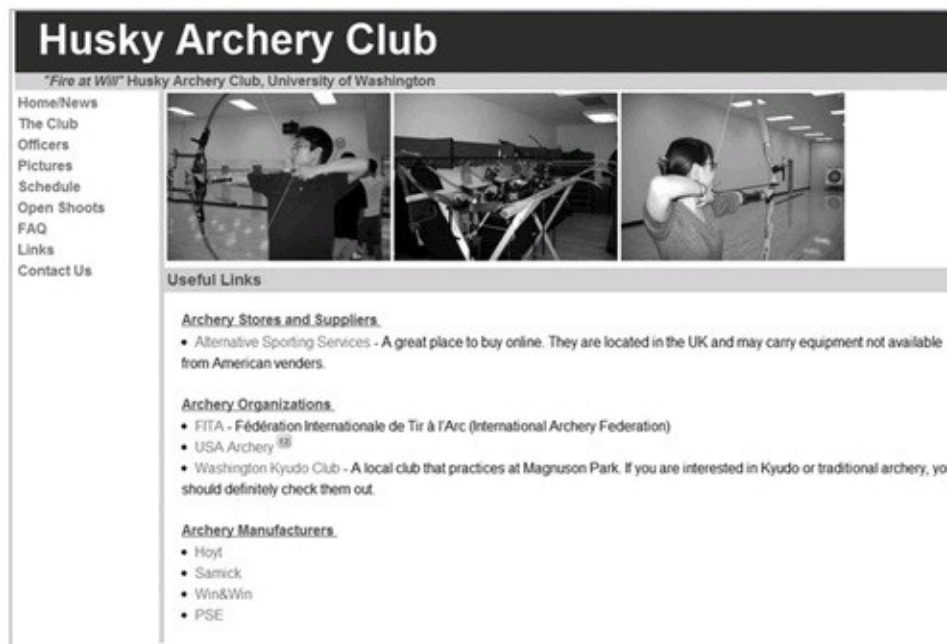 Husky Archery Club
"Fire at Will" Husky Archery Club, University of Washington
Home/News
The Club
Officers
Pictures
Schedule
Open Shoots
FAQ
Links
Contact Us
Useful Links
Archery Stores and Suppliers
• Alternative Sporting Services - A great place to buy online. They are located in the UK and may carry equipment not available
from American venders.
Archery Organizations
• FITA - Fédération Internationale de Tir à l'Arc (International Archery Federation)
• USA Archery
• Washington Kyudo Club - A local club that practices at Magnuson Park. If you are interested in Kyudo or traditional archery, yo
should definitely check them out.
Archery Manufacturers
• Hoyt
• Samick
• Win&Win
• PSE